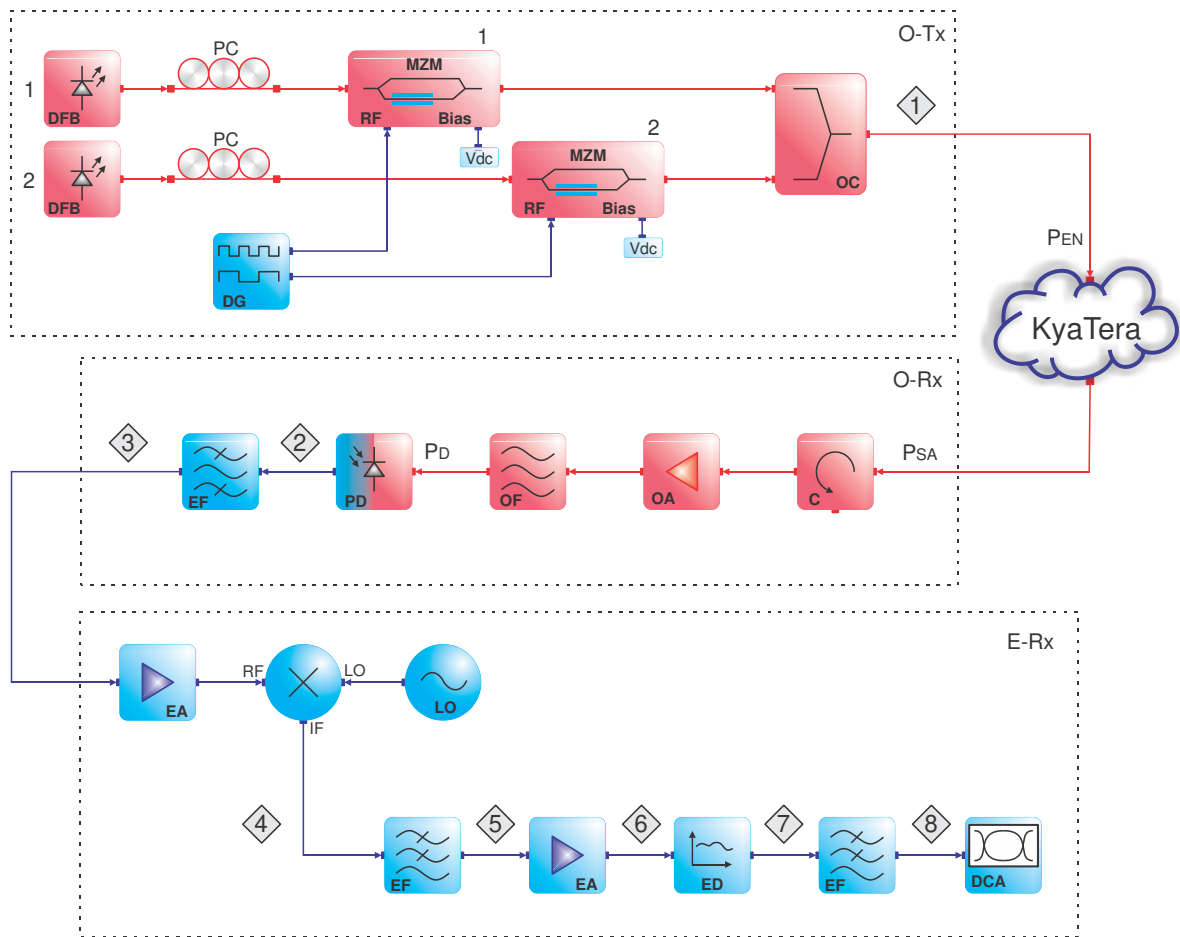 O-Tx
1
PC
MZM
1
DFB
RF Bias
OC
1
Vdc
PC
2
MZM
2
DFB
RF Bias
Vdc
DG
PEN
KyaTera
O-Rx
3
2
PD
PSA
EF
PD
OF
OA
C
E-Rx
RF
LO
EA
LO
IF
4
5
6
7
8
EF
EA
ED
EF
DCA